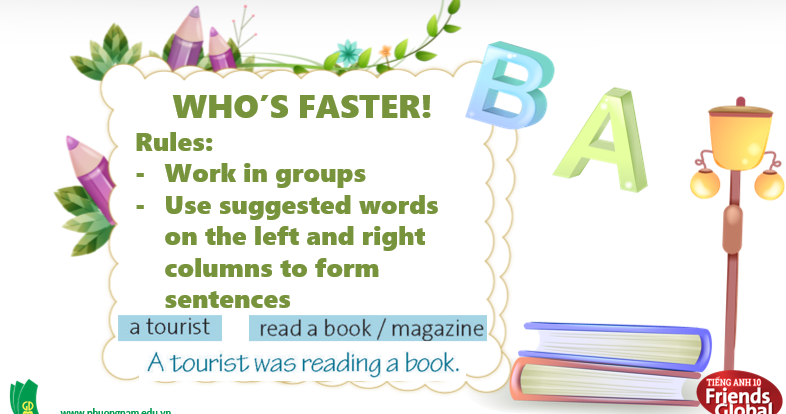 B A
WHO'S FASTER!
Rules:
- Work in groups
- Use suggested words
on the left and right
columns to form
sentences
a tourist read a book / magazine
A tourist was reading a book.
www.phuongnam.edu.vn
TIẾNG ANH 10
Friends
Global